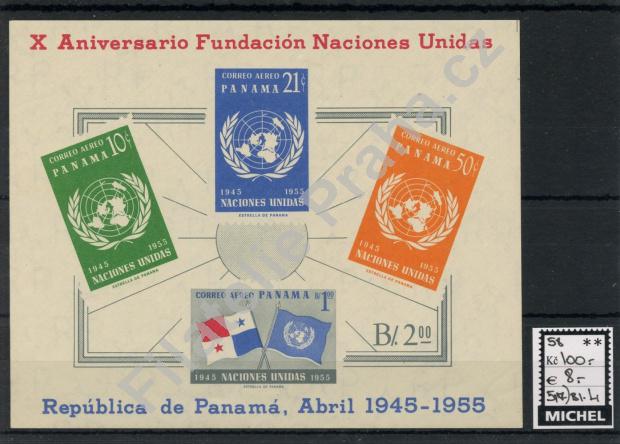 X Aniversario Fundación Naciones Unidas
CORREO AEREO 21¢
PANAMA
1945 1955
NACIONES UNIDAS
ESTRELLA DE PANAMA
CORREO AEREO 10¢
PANAMA
1945 1955
NACIONES UNIDAS
ESTRELLA DE PANAMA
CORREO AEREO 50¢
PANAMA
1945 1955
NACIONES UNIDAS
ESTRELLA DE PANAMA
CORREO AEREO PANAMA B/1.00
1945 NACIONES UNIDAS 1955
ESTRELLA DE PANAMA
B/. 2.00
República de Panamá, Abril 1945-1955
Filatelie Praha.cz
58 **
Kč 100.-
€ 8.-
MICHEL